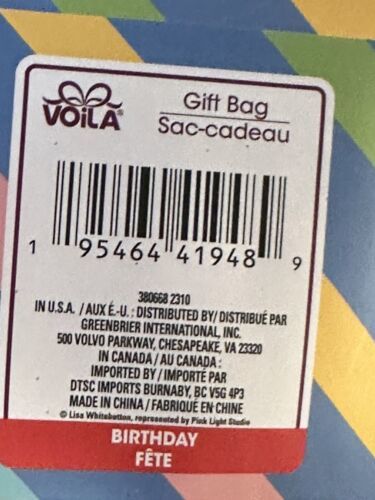 VOiLA®
Gift Bag
Sac-cadeau
1 95464 41948 9
380668 2310
IN U.S.A. / AUX É.-U. : DISTRIBUTED BY/ DISTRIBUÉ PAR
GREENBRIER INTERNATIONAL, INC.
500 VOLVO PARKWAY, CHESAPEAKE, VA 23320
IN CANADA / AU CANADA :
IMPORTED BY / IMPORTÉ PAR
DTSC IMPORTS BURNABY, BC V5G 4P3
MADE IN CHINA / FABRIQUÉ EN CHINE
© Lisa Whitebutton, represented by Pink Light Studio
BIRTHDAY
FÊTE